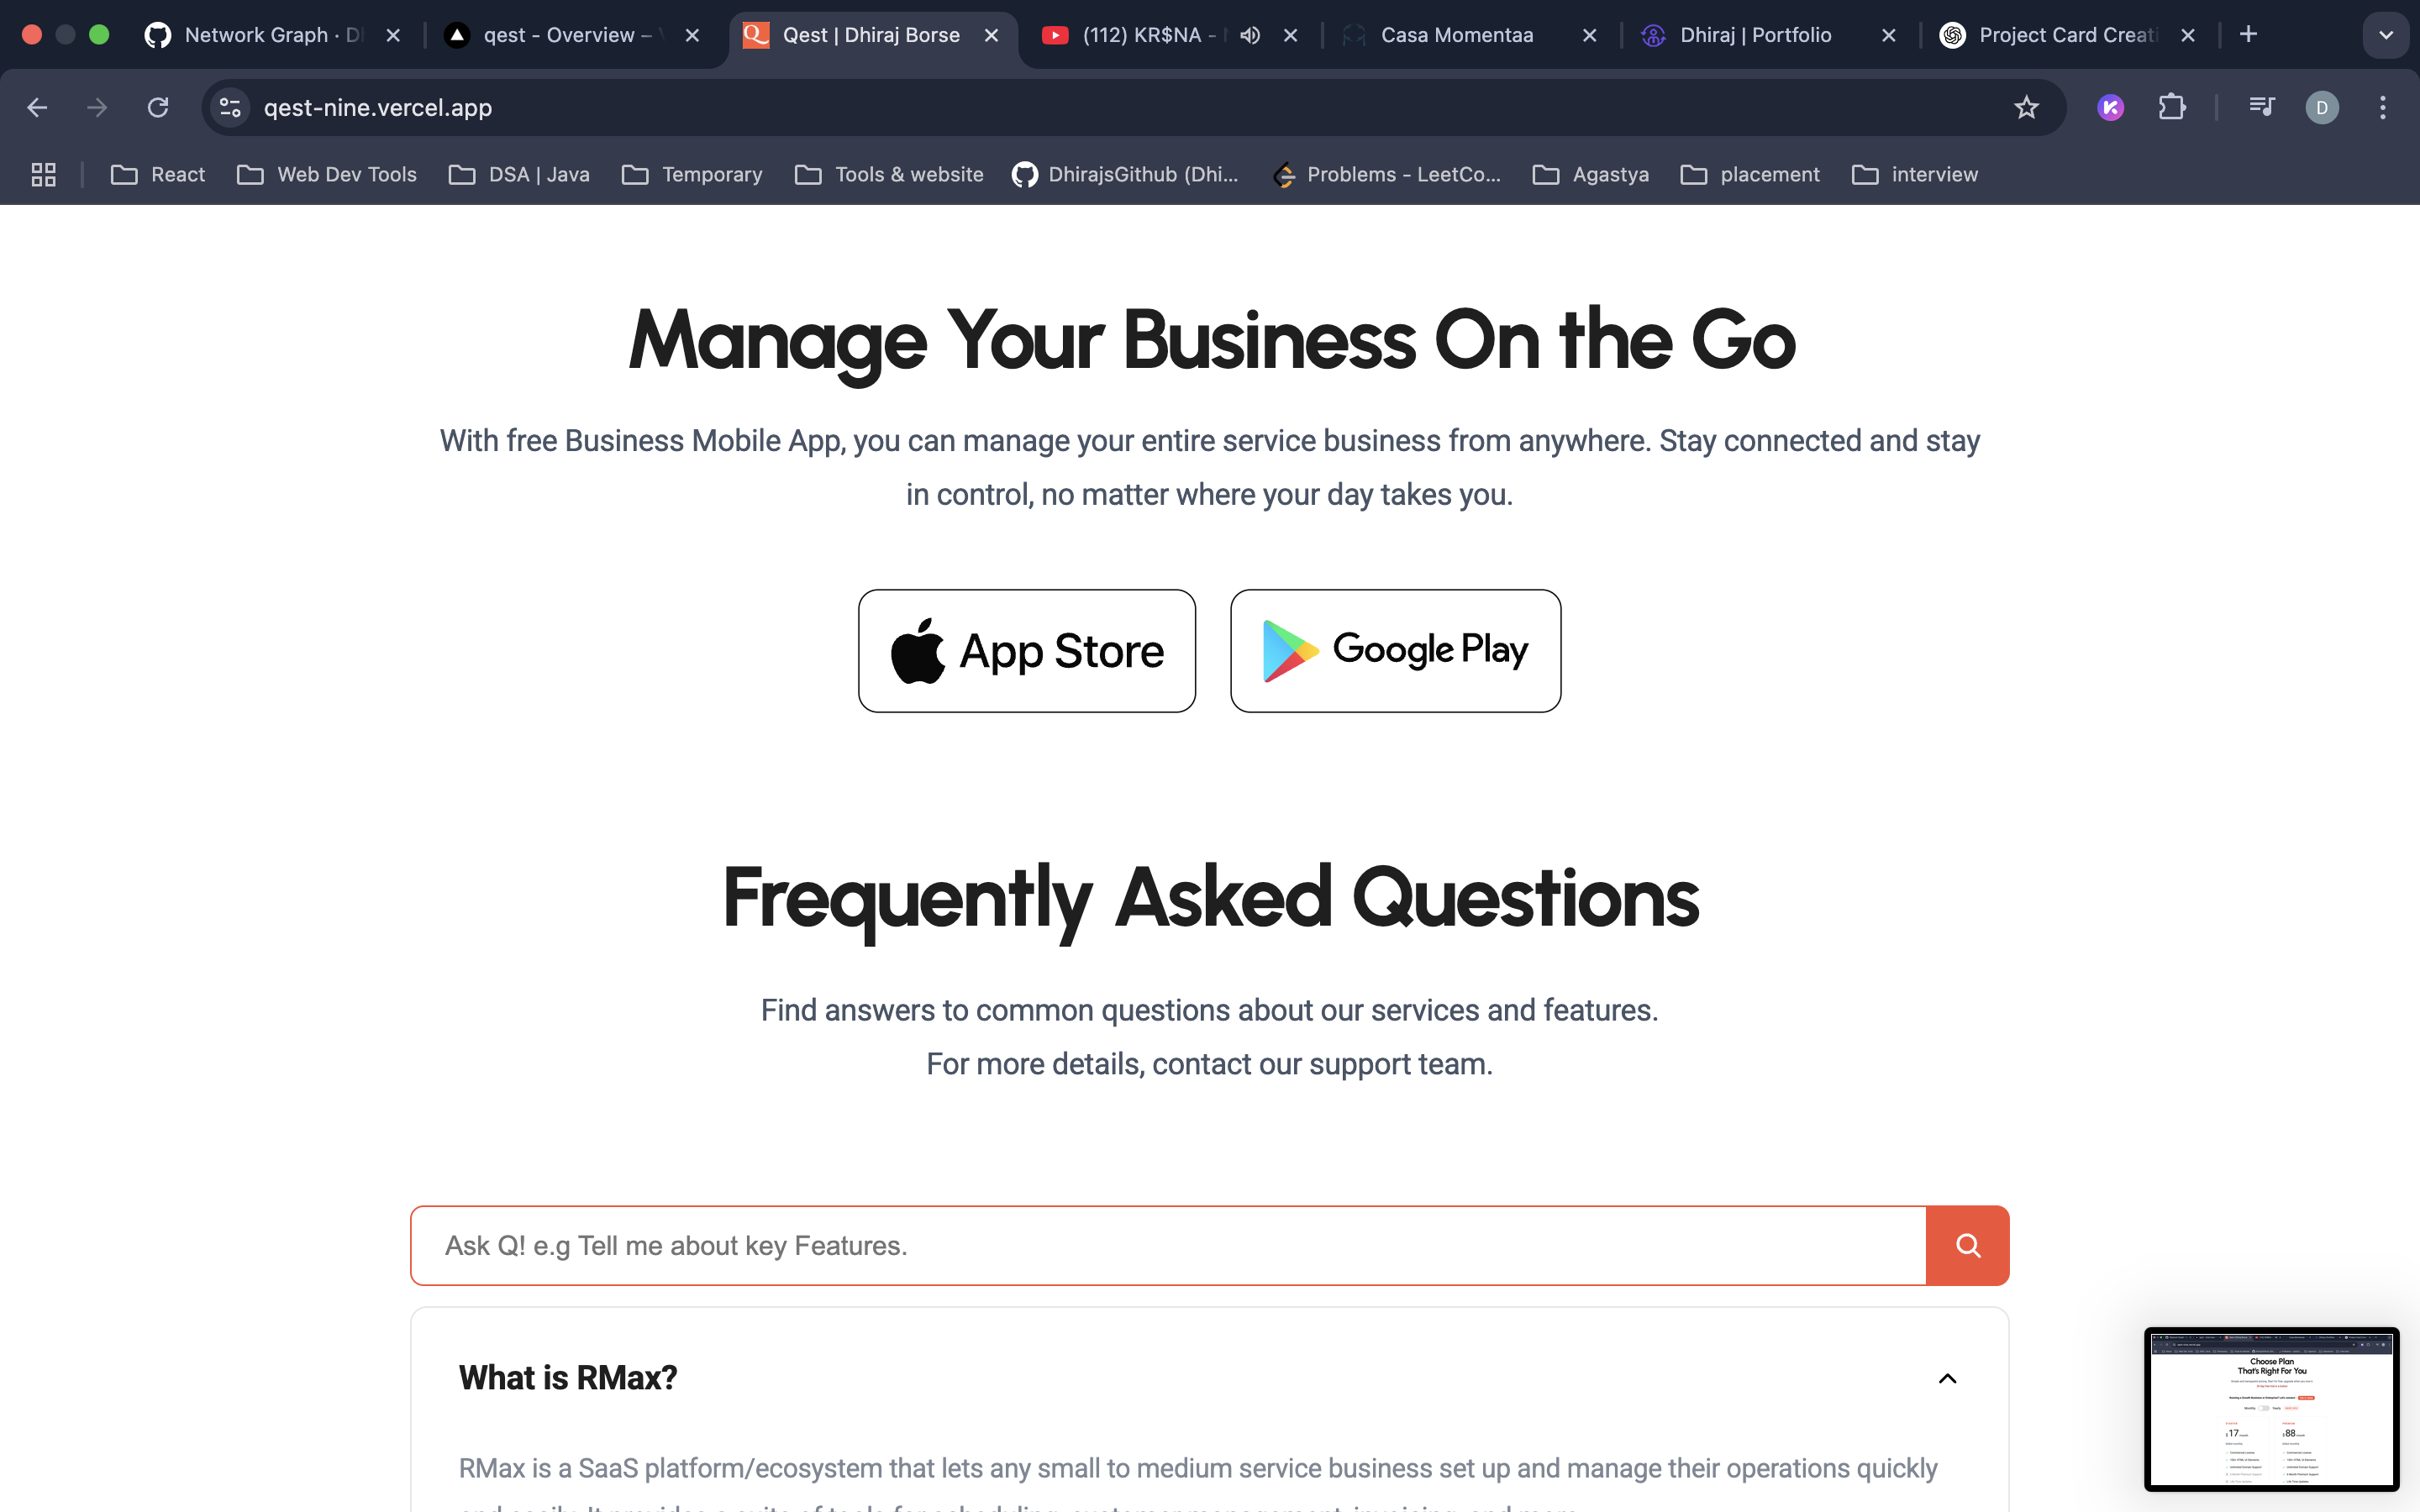 Network Graph · D
qest - Overview –
Qest | Dhiraj Borse
(112) KR$NA -
Casa Momentaa
Dhiraj | Portfolio
Project Card Creati
qest-nine.vercel.app
D
React
Web Dev Tools
DSA | Java
Temporary
Tools & website
DhirajsGithub (Dhi...
Problems - LeetCo...
Agastya
placement
interview
Manage Your Business On the Go
With free Business Mobile App, you can manage your entire service business from anywhere. Stay connected and stay
in control, no matter where your day takes you.
App Store
Google Play
Frequently Asked Questions
Find answers to common questions about our services and features.
For more details, contact our support team.
Ask Q! e.g Tell me about key Features.
What is RMax?
RMax is a SaaS platform/ecosystem that lets any small to medium service business set up and manage their operations quickly
Choose Plan
That's Right For You
Monthly
Yearly
17
88